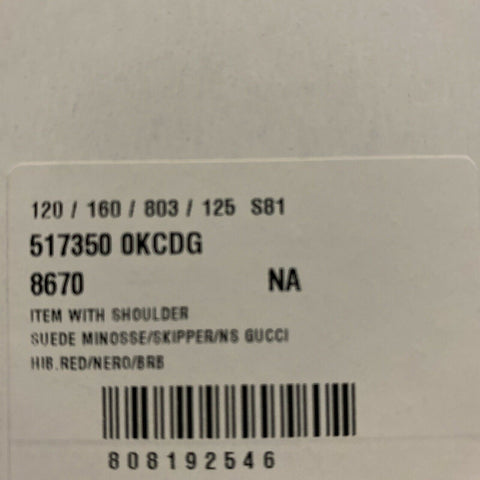 120 / 160 / 803 / 125 S81
517350 0KCDG
8670 NA
ITEM WITH SHOULDER
SUEDE MINOSSE/SKIPPER/NS GUCCI
HIB.RED/NERO/BRB
808192546